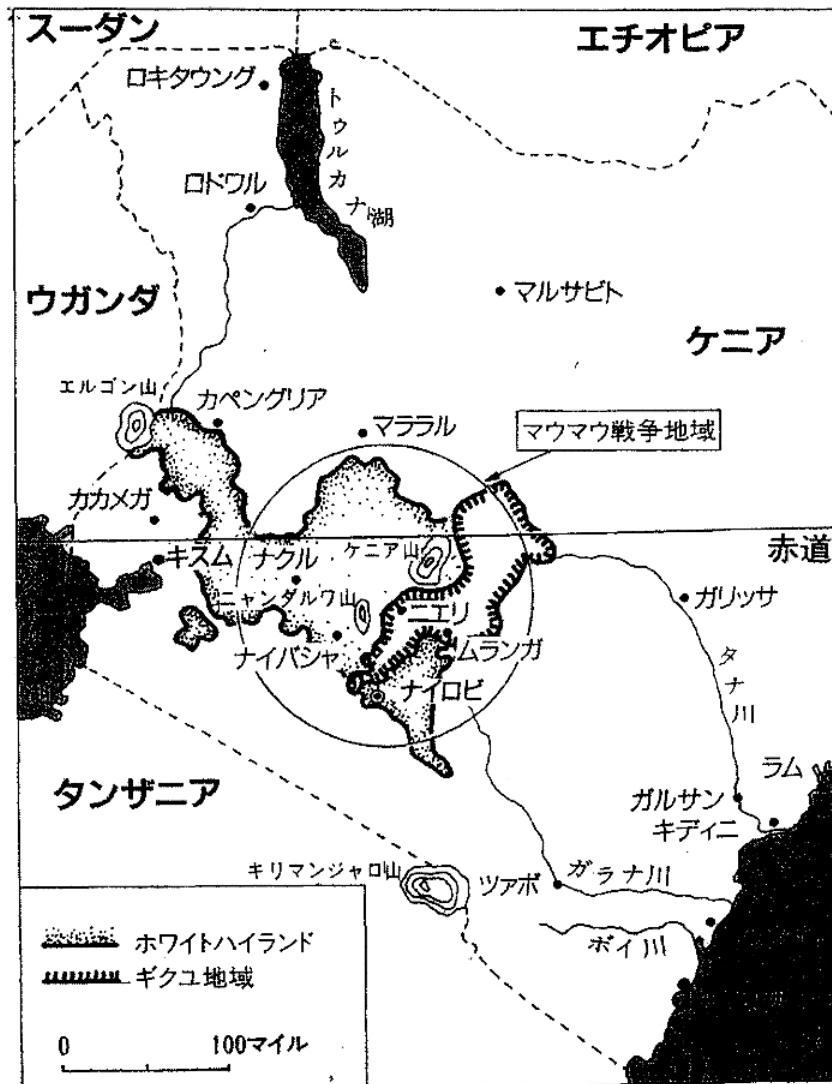 スーダン
エチオピア
ロキタウング
トゥルカナ湖
ロドワル
ウガンダ
マルサビト
ケニア
エルゴン山
カペングリア
マララル
マウマウ戦争地域
カカメガ
赤道
キスム
ナクル
ケニア山
ニャンダルワ山
ニエリ
ガリッサ
ナイバシャ
ムランガ
タナ川
ナイロビ
ラム
タンザニア
ガルサン
キディニ
キリマンジャロ山
ツァボ
ガラナ川
ボイ川
ホワイトハイランド
ギクユ地域
0
100マイル